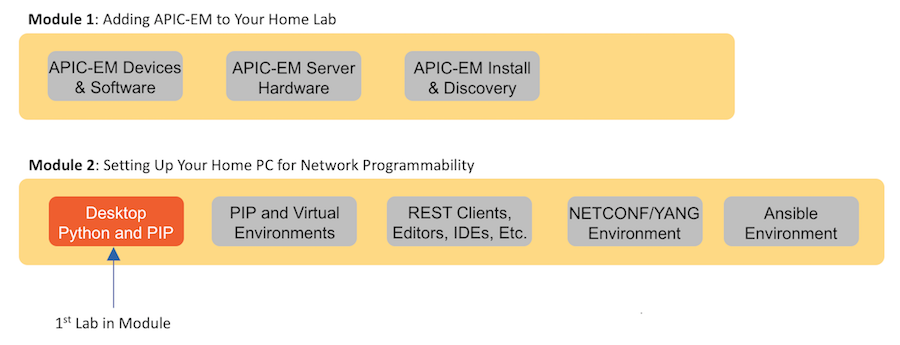 Module 1: Adding APIC-EM to Your Home Lab
APIC-EM Devices
& Software
APIC-EM Server
Hardware
APIC-EM Install
& Discovery
Module 2: Setting Up Your Home PC for Network Programmability
Desktop
Python and PIP
PIP and Virtual
Environments
REST Clients,
Editors, IDEs, Etc.
NETCONF/YANG
Environment
Ansible
Environment
1st Lab in Module